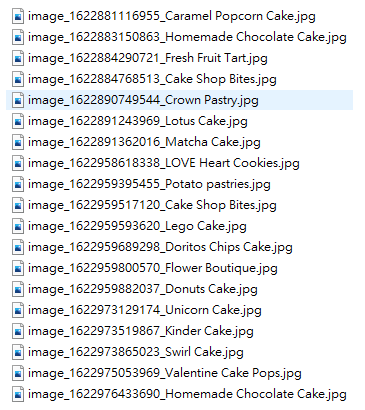 image_1622881116955_Caramel Popcorn Cake.jpg
image_1622883150863_Homemade Chocolate Cake.jpg
image_1622884290721_Fresh Fruit Tart.jpg
image_1622884768513_Cake Shop Bites.jpg
image_1622890749544_Crown Pastry.jpg
image_1622891243969_Lotus Cake.jpg
image_1622891362016_Matcha Cake.jpg
image_1622958618338_LOVE Heart Cookies.jpg
image_1622959395455_Potato pastries.jpg
image_1622959517120_Cake Shop Bites.jpg
image_1622959593620_Lego Cake.jpg
image_1622959689298_Doritos Chips Cake.jpg
image_1622959800570_Flower Boutique.jpg
image_1622959882037_Donuts Cake.jpg
image_1622973129174_Unicorn Cake.jpg
image_1622973519867_Kinder Cake.jpg
image_1622973865023_Swirl Cake.jpg
image_1622975053969_Valentine Cake Pops.jpg
image_1622976433690_Homemade Chocolate Cake.jpg